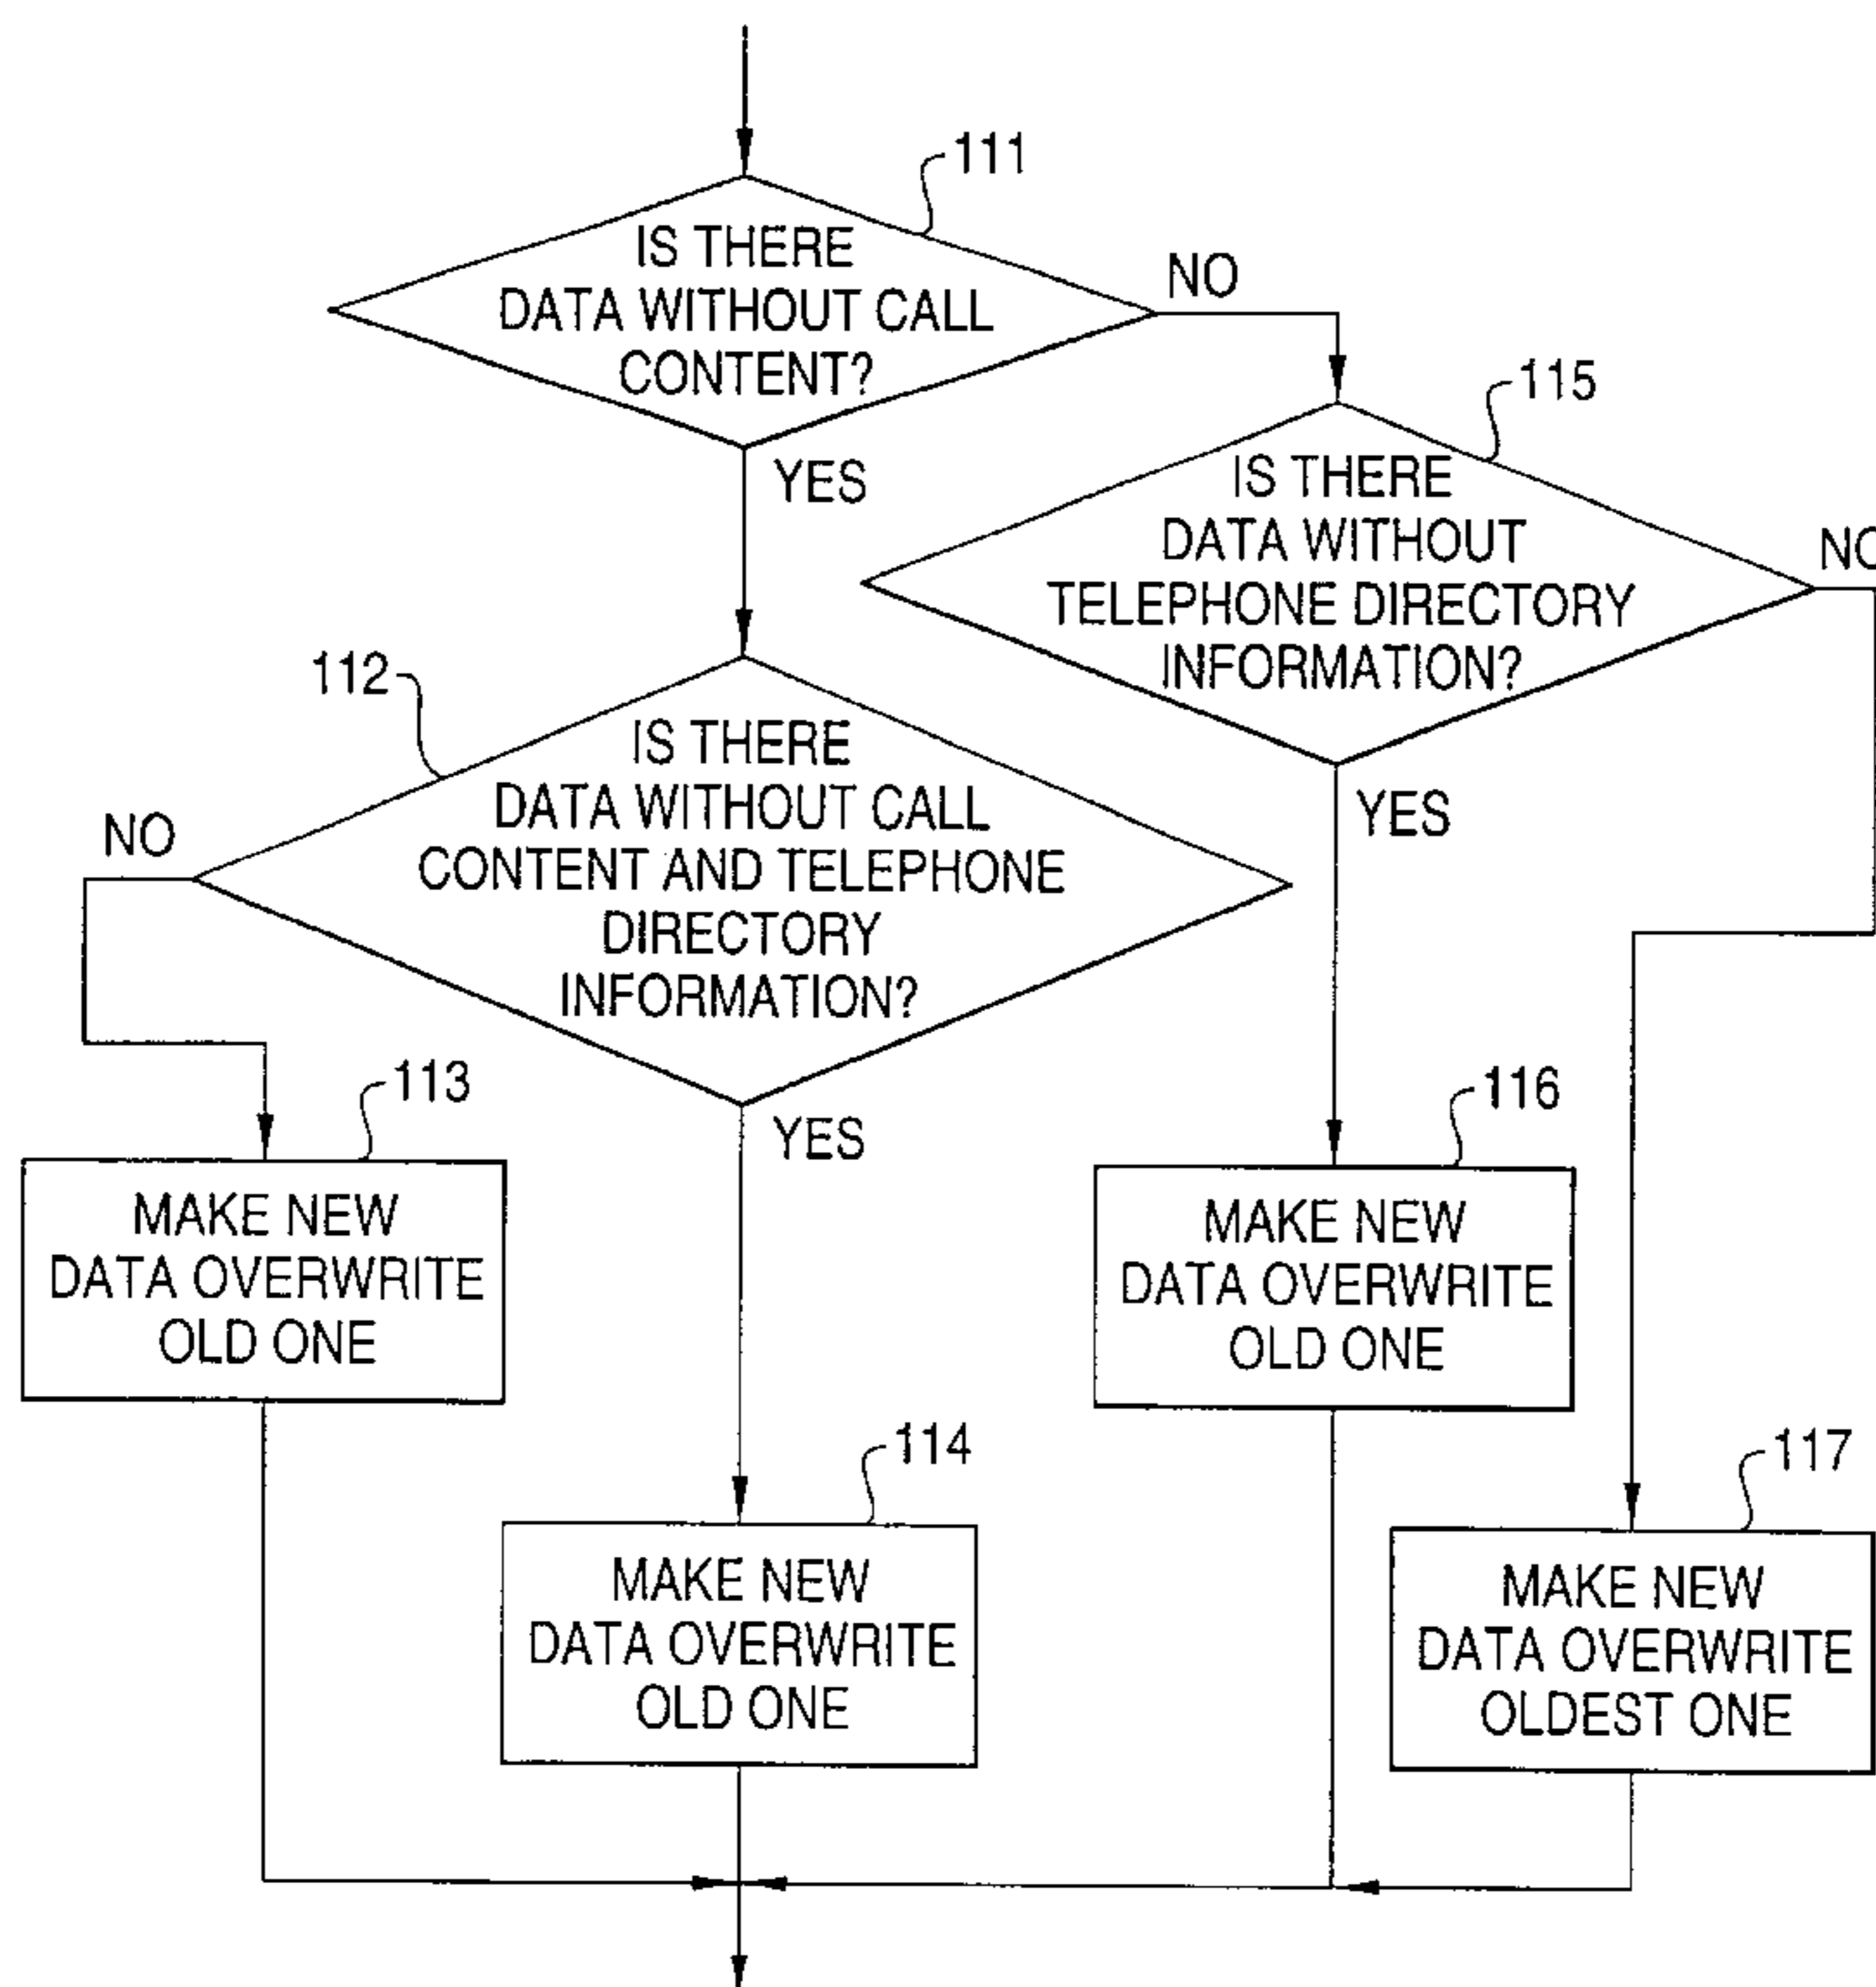 111
IS THERE
DATA WITHOUT CALL
CONTENT?
NO
YES
115
IS THERE
DATA WITHOUT
TELEPHONE DIRECTORY
INFORMATION?
NO
YES
112
IS THERE
DATA WITHOUT CALL
CONTENT AND TELEPHONE
DIRECTORY
INFORMATION?
NO
YES
113
MAKE NEW
DATA OVERWRITE
OLD ONE
116
MAKE NEW
DATA OVERWRITE
OLD ONE
114
MAKE NEW
DATA OVERWRITE
OLD ONE
117
MAKE NEW
DATA OVERWRITE
OLDEST ONE